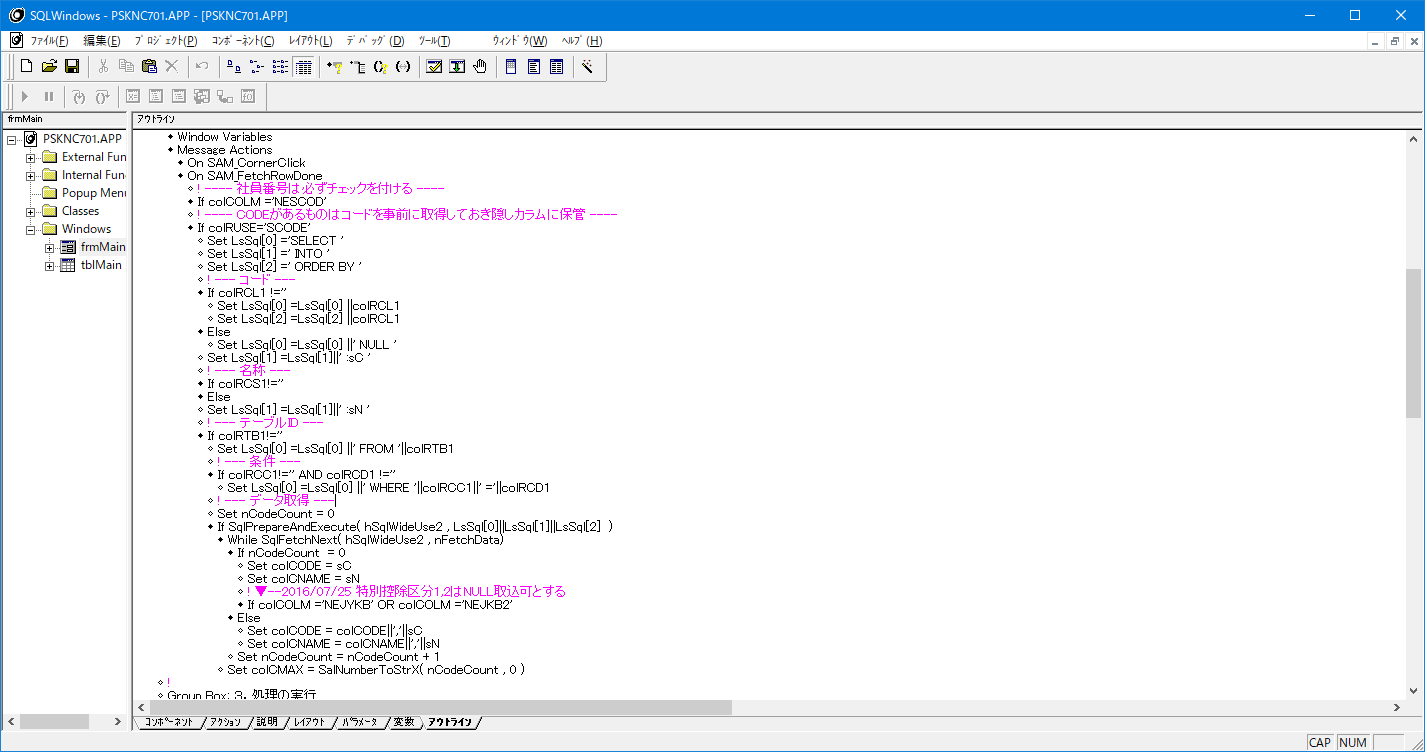 SQLWindows - PSKNC701.APP - [PSKNC701.APP]
ﾌｧｲﾙ(F) 編集(E) ﾌﾟﾛｼﾞｪｸﾄ(P) ｺﾝﾎﾟｰﾈﾝﾄ(C) ﾚｲｱｳﾄ(L) ﾃﾞﾊﾞｯｸﾞ(D) ﾂｰﾙ(T) ｳｨﾝﾄﾞｳ(W) ﾍﾙﾌﾟ(H)
frmMain
ｱｳﾄﾗｲﾝ
PSKNC701.APP
External Fun
Internal Fun
Popup Menu
Classes
Windows
frmMain
tblMain
Window Variables
Message Actions
On SAM_CornerClick
On SAM_FetchRowDone
! ---- 社員番号は必ずチェックを付ける ----
If colCOLM ='NESCOD'
! ---- CODEがあるものはコードを事前に取得しておき隠しカラムに保管 ----
If colRUSE='SCODE'
Set LsSql[0] ='SELECT '
Set LsSql[1] =' INTO '
Set LsSql[2] =' ORDER BY '
! --- コード ---
If colRCL1 !=''
Set LsSql[0] =LsSql[0] ||colRCL1
Set LsSql[2] =LsSql[2] ||colRCL1
Else
Set LsSql[0] =LsSql[0] ||' NULL '
Set LsSql[1] =LsSql[1]||' :sC '
! --- 名称 ---
If colRCS1!=''
Else
Set LsSql[1] =LsSql[1]||' :sN '
! --- テーブルID ---
If colRTB1!=''
Set LsSql[0] =LsSql[0] ||' FROM '||colRTB1
! --- 条件 ---
If colRCC1!='' AND colRCD1 !=''
Set LsSql[0] =LsSql[0] ||' WHERE '||colRCC1||' ='||colRCD1
! --- データ取得 ---
Set nCodeCount = 0
If SqlPrepareAndExecute( hSqlWideUse2 , LsSql[0]||LsSql[1]||LsSql[2] )
While SqlFetchNext( hSqlWideUse2 , nFetchData)
If nCodeCount = 0
Set colCODE = sC
Set colCNAME = sN
! ▼--2016/07/25 特別控除区分1,2はNULL取込可とする
If colCOLM ='NEJYKB' OR colCOLM ='NEJKB2'
Else
Set colCODE = colCODE||','||sC
Set colCNAME = colCNAME||','||sN
Set nCodeCount = nCodeCount + 1
Set colCMAX = SalNumberToStrX( nCodeCount , 0 )
!
Group Box: 3．処理の実行
ｺﾝﾎﾟｰﾈﾝﾄ ｱｸｼｮﾝ 説明 ﾚｲｱｳﾄ ﾊﾟﾗﾒｰﾀ 変数 ｱｳﾄﾗｲﾝ
CAP NUM